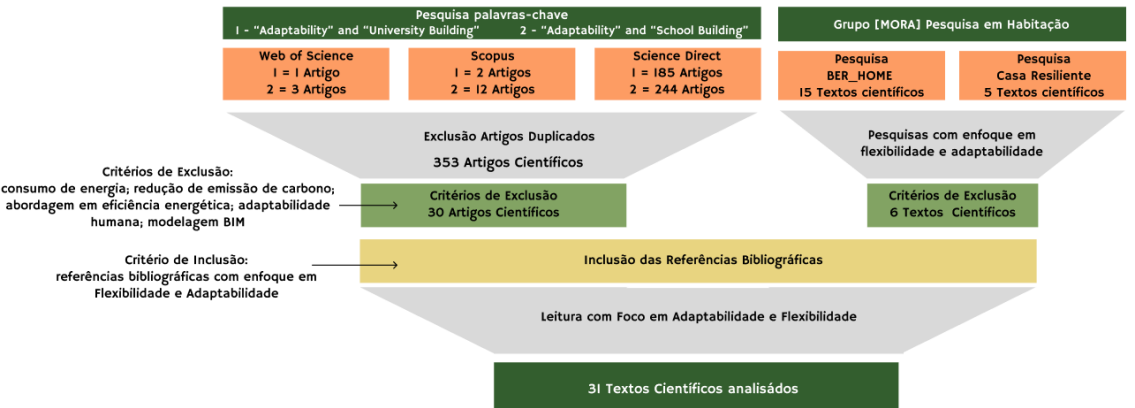 Pesquisa palavras-chave
1 - "Adaptability" and "University Building" 2 - "Adaptability" and "School Building"
Web of Science
1 = 1 Artigo
2 = 3 Artigos
Scopus
1 = 2 Artigos
2 = 12 Artigos
Science Direct
1 = 185 Artigos
2 = 244 Artigos
Grupo [MORA] Pesquisa em Habitação
Pesquisa
BER_HOME
15 Textos científicos
Pesquisa
Casa Resiliente
5 Textos científicos
Exclusão Artigos Duplicados
353 Artigos Científicos
Pesquisas com enfoque em
flexibilidade e adaptabilidade
Critérios de Exclusão:
consumo de energia; redução de emissão de carbono;
abordagem em eficiência energética; adaptabilidade
humana; modelagem BIM
Critérios de Exclusão
30 Artigos Científicos
Critérios de Exclusão
6 Textos Científicos
Critério de Inclusão:
referências bibliográficas com enfoque em
Flexibilidade e Adaptabilidade
Inclusão das Referências Bibliográficas
Leitura com Foco em Adaptabilidade e Flexibilidade
31 Textos Científicos analisádos